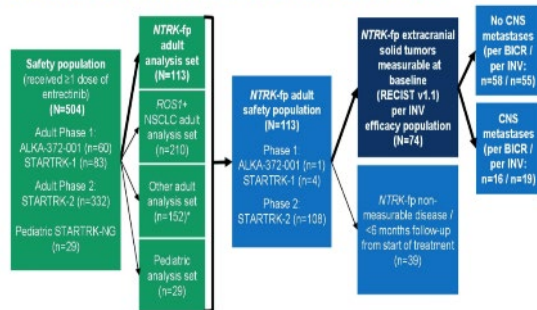 Safety population
(received ≥1 dose of
entrectinib)
(N=504)
Adult Phase 1:
ALKA-372-001 (n=60)
STARTRK-1 (n=83)
Adult Phase 2:
STARTRK-2 (n=332)
Pediatric STARTRK-NG
(n=29)
NTRK-fp adult
analysis set
(N=113)
ROS1+
NSCLC adult
analysis set
(n=210)
Other adult
analysis set
(n=152)*
Pediatric
analysis set
(n=29)
NTRK-fp adult
safety population
(N=113)
Phase 1:
ALKA-372-001 (n=1)
STARTRK-1 (n=4)
Phase 2:
STARTRK-2 (n=108)
NTRK-fp extracranial
solid tumors
measurable at
baseline
(RECIST v1.1)
per INV
efficacy population
(N=74)
NTRK-fp non-
measurable disease /
<6 months follow-up
from start of treatment
(n=39)
No CNS
metastases
(per BICR /
per INV:
n=58 / n=55)
CNS
metastases
(per BICR
/ per INV:
n=16 / n=19)